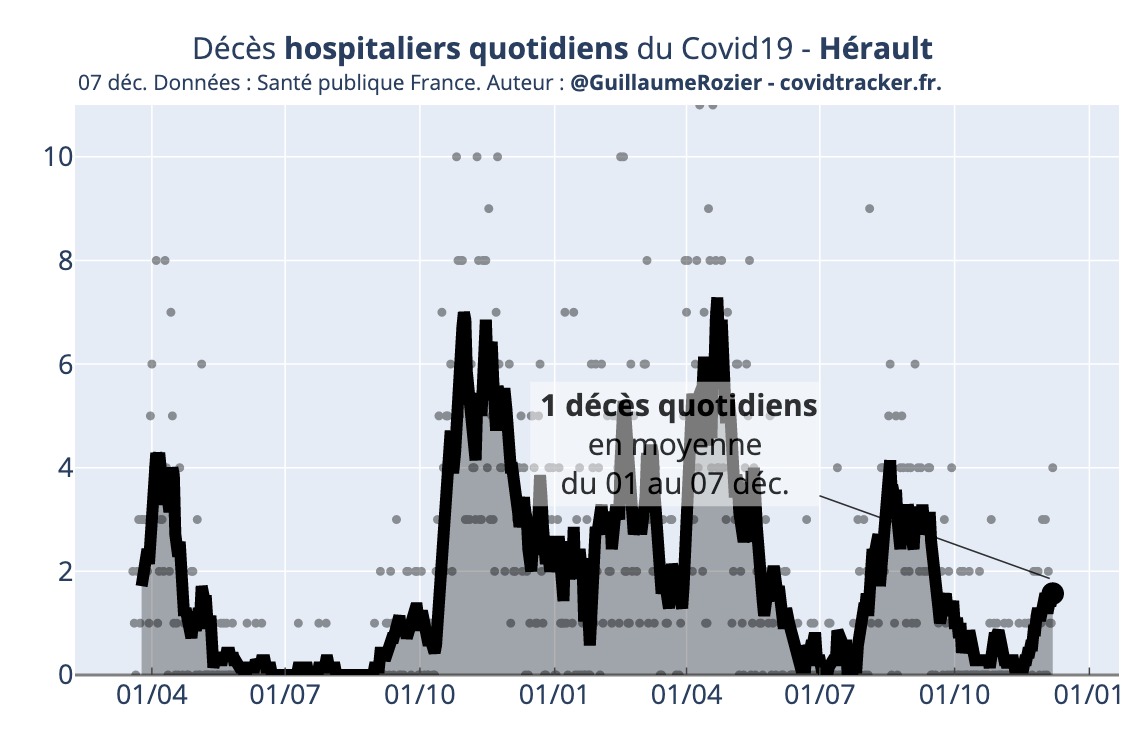 Décès hospitaliers quotidiens du Covid19 - Hérault
07 déc. Données : Santé publique France. Auteur : @GuillaumeRozier - covidtracker.fr.
10
8
6
4
2
0
1 décès quotidiens
en moyenne
du 01 au 07 déc.
01/04 01/07 01/10 01/01 01/04 01/07 01/10 01/01